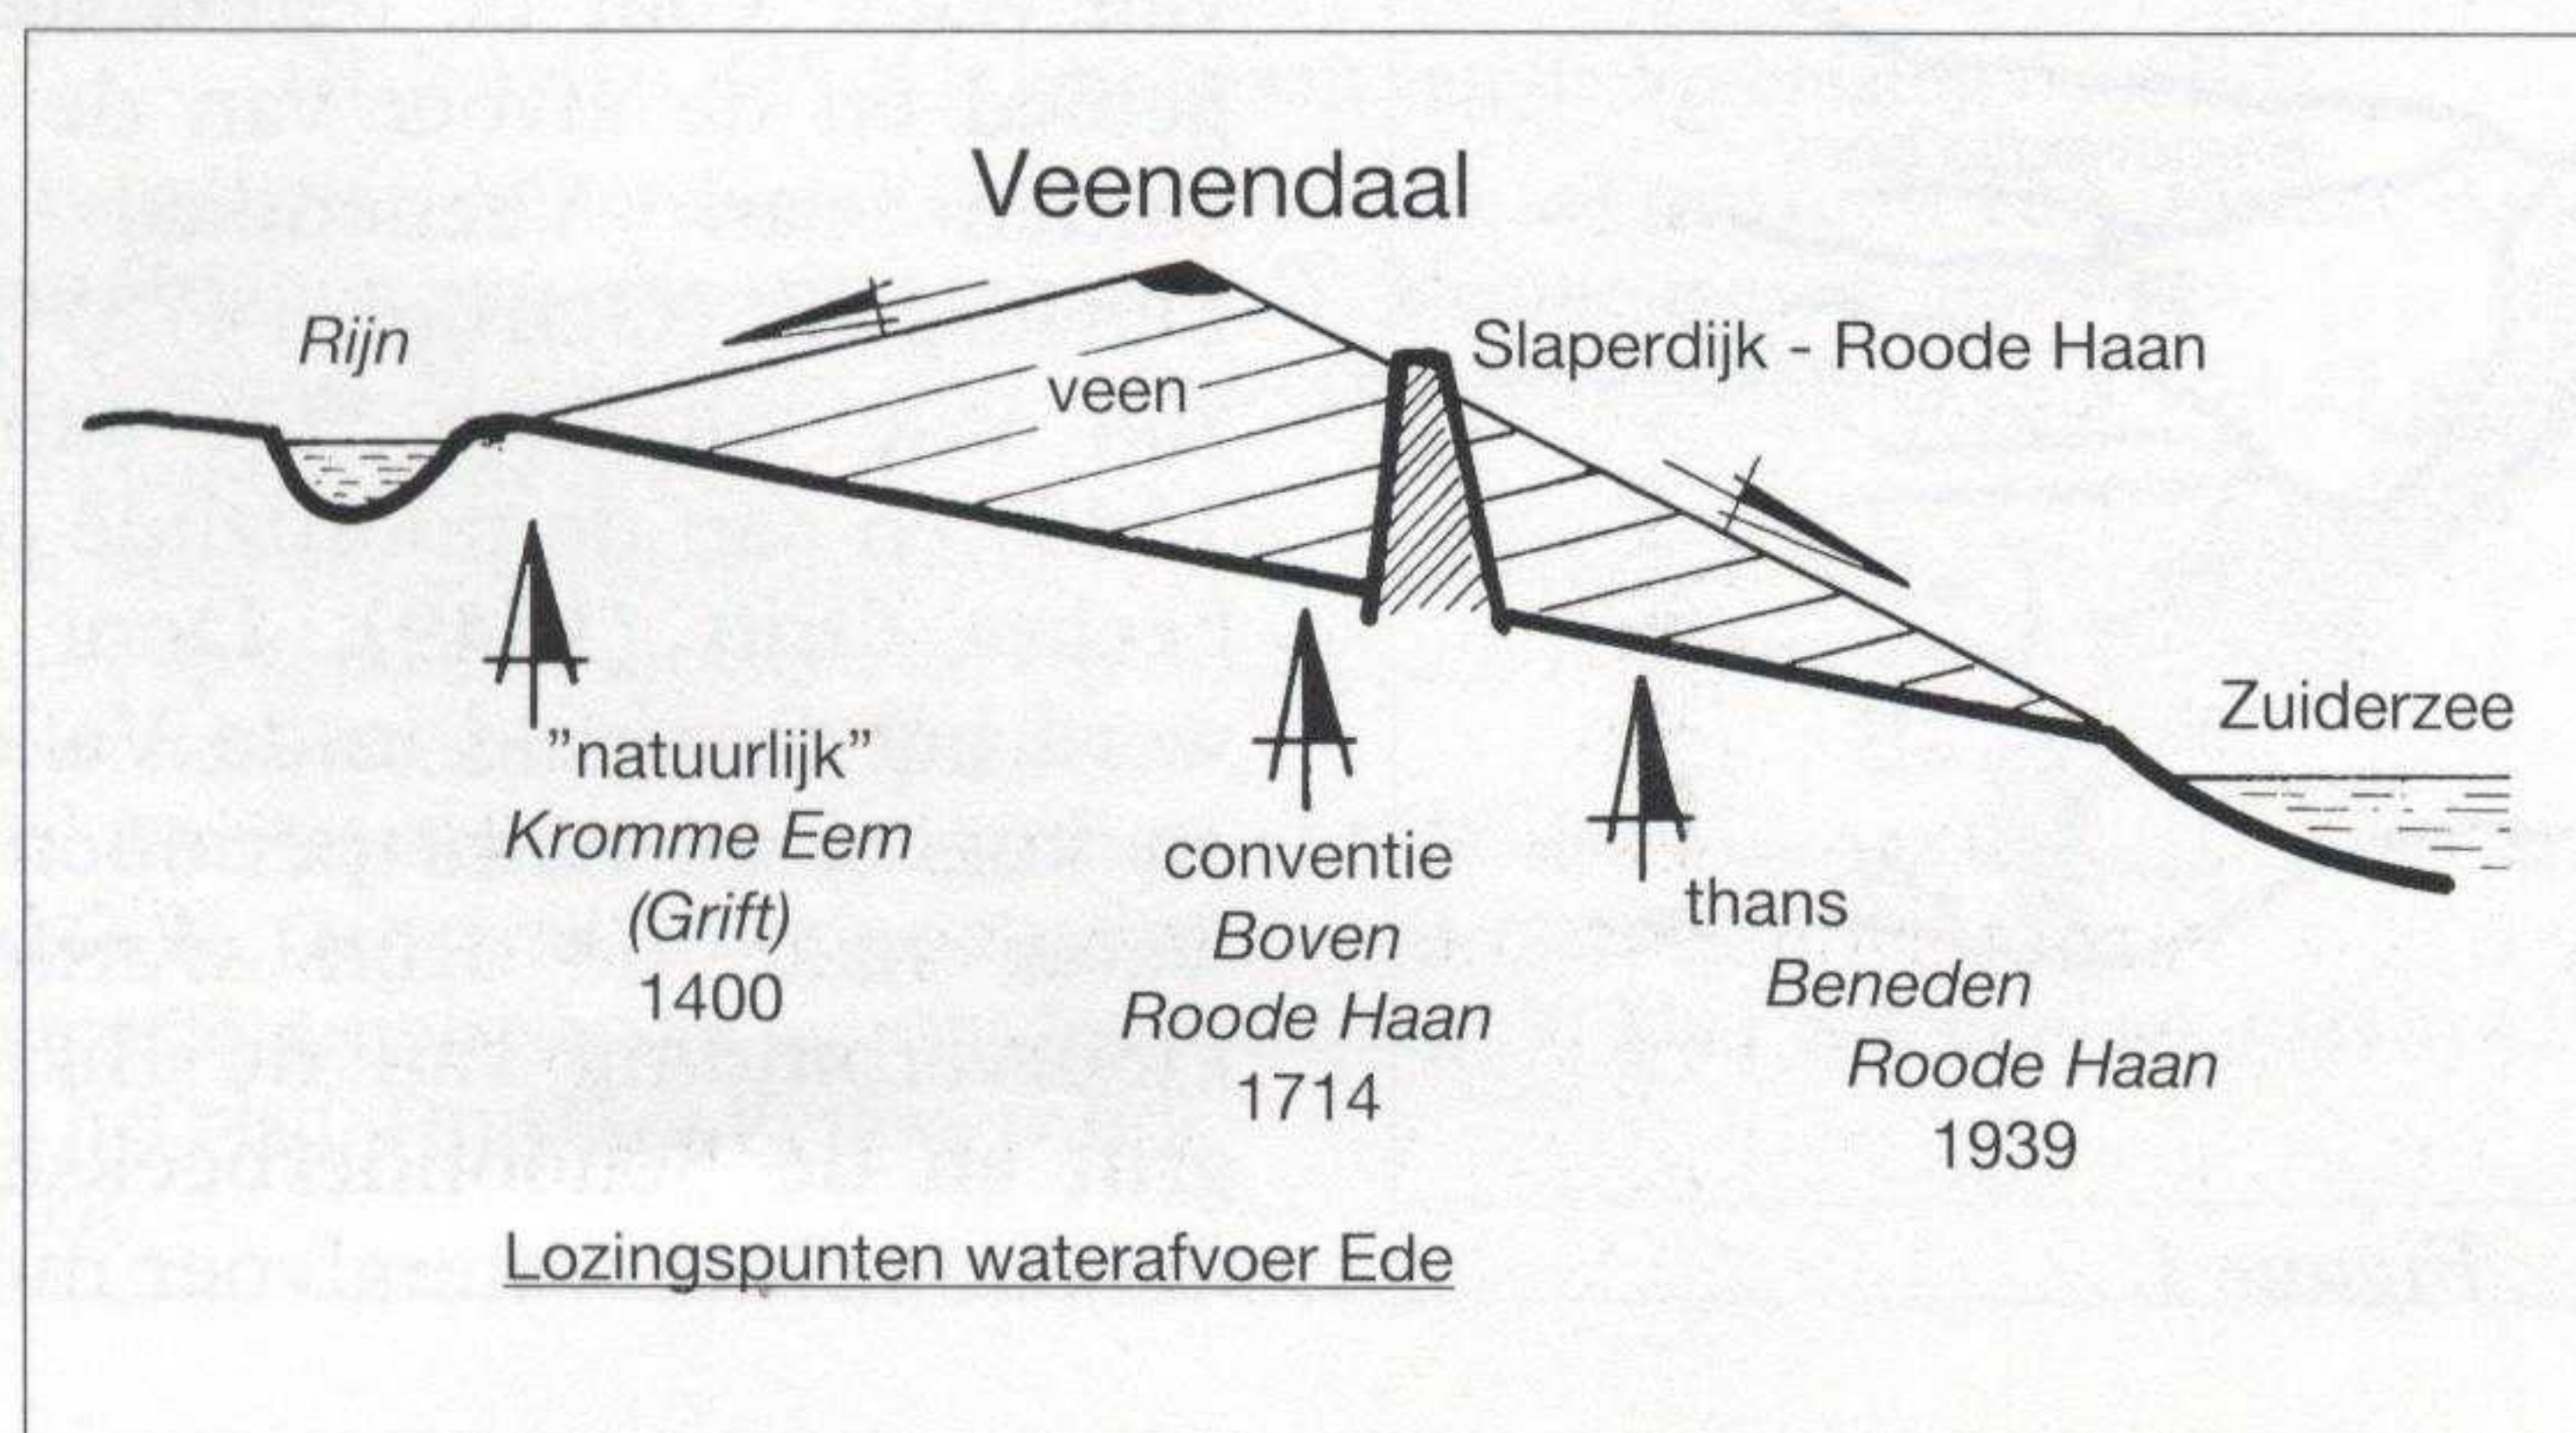 Veenendaal
Rijn
Slaperdijk - Roode Haan
veen
Zuiderzee
"natuurlijk"
Kromme Eem
(Grift)
1400
conventie
Boven
Roode Haan
1714
thans
Beneden
Roode Haan
1939
Lozingspunten waterafvoer Ede